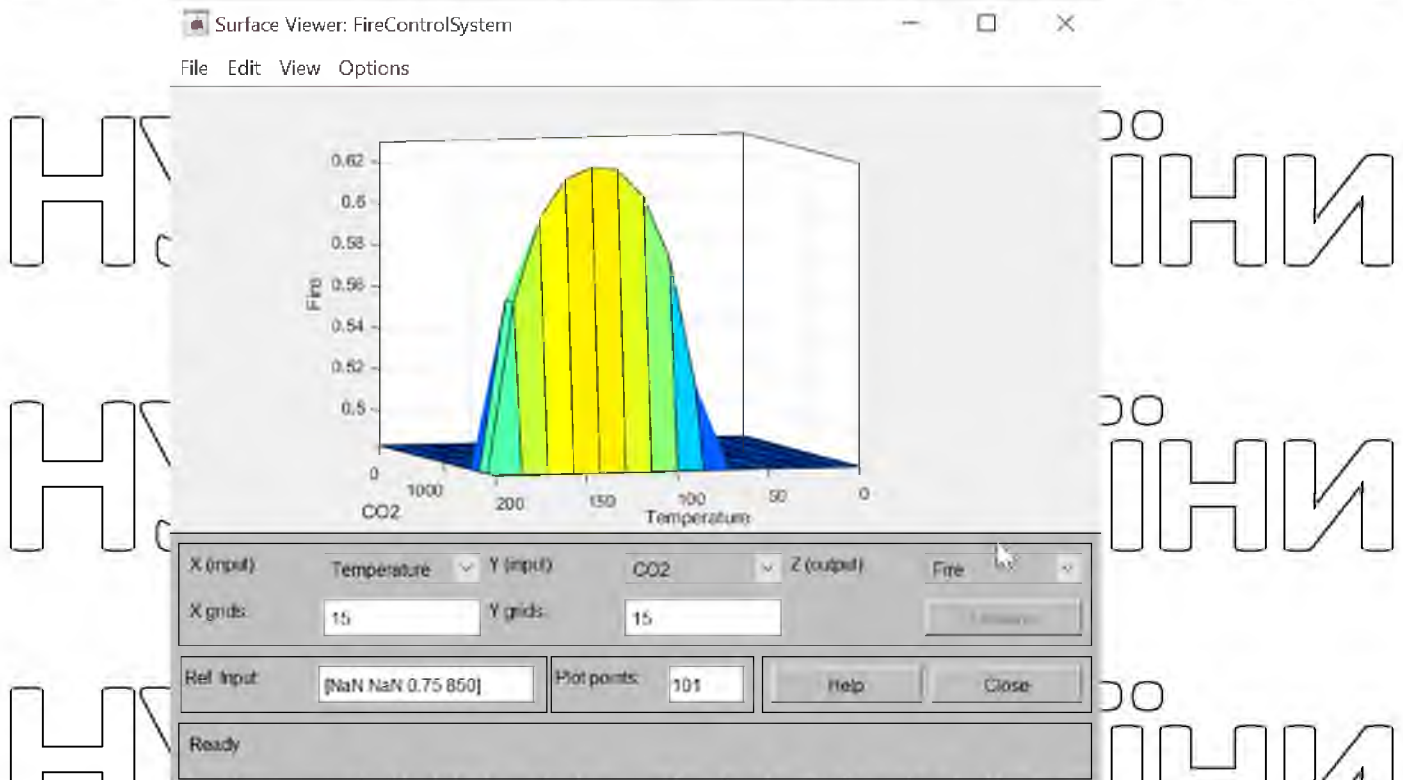 Surface Viewer: FireControlSystem
File Edit View Options
0.62
0.6
0.58
0.56
0.54
0.52
0.5
Fire
0
1000
CO2
200
150
100
50
0
Temperature
X (input): Temperature Y (input): CO2 Z (output): Fire
X grids: 15 Y grids: 15
Ref. Input: [NaN NaN 0.75 850] Plot points: 101 Help Close
Ready